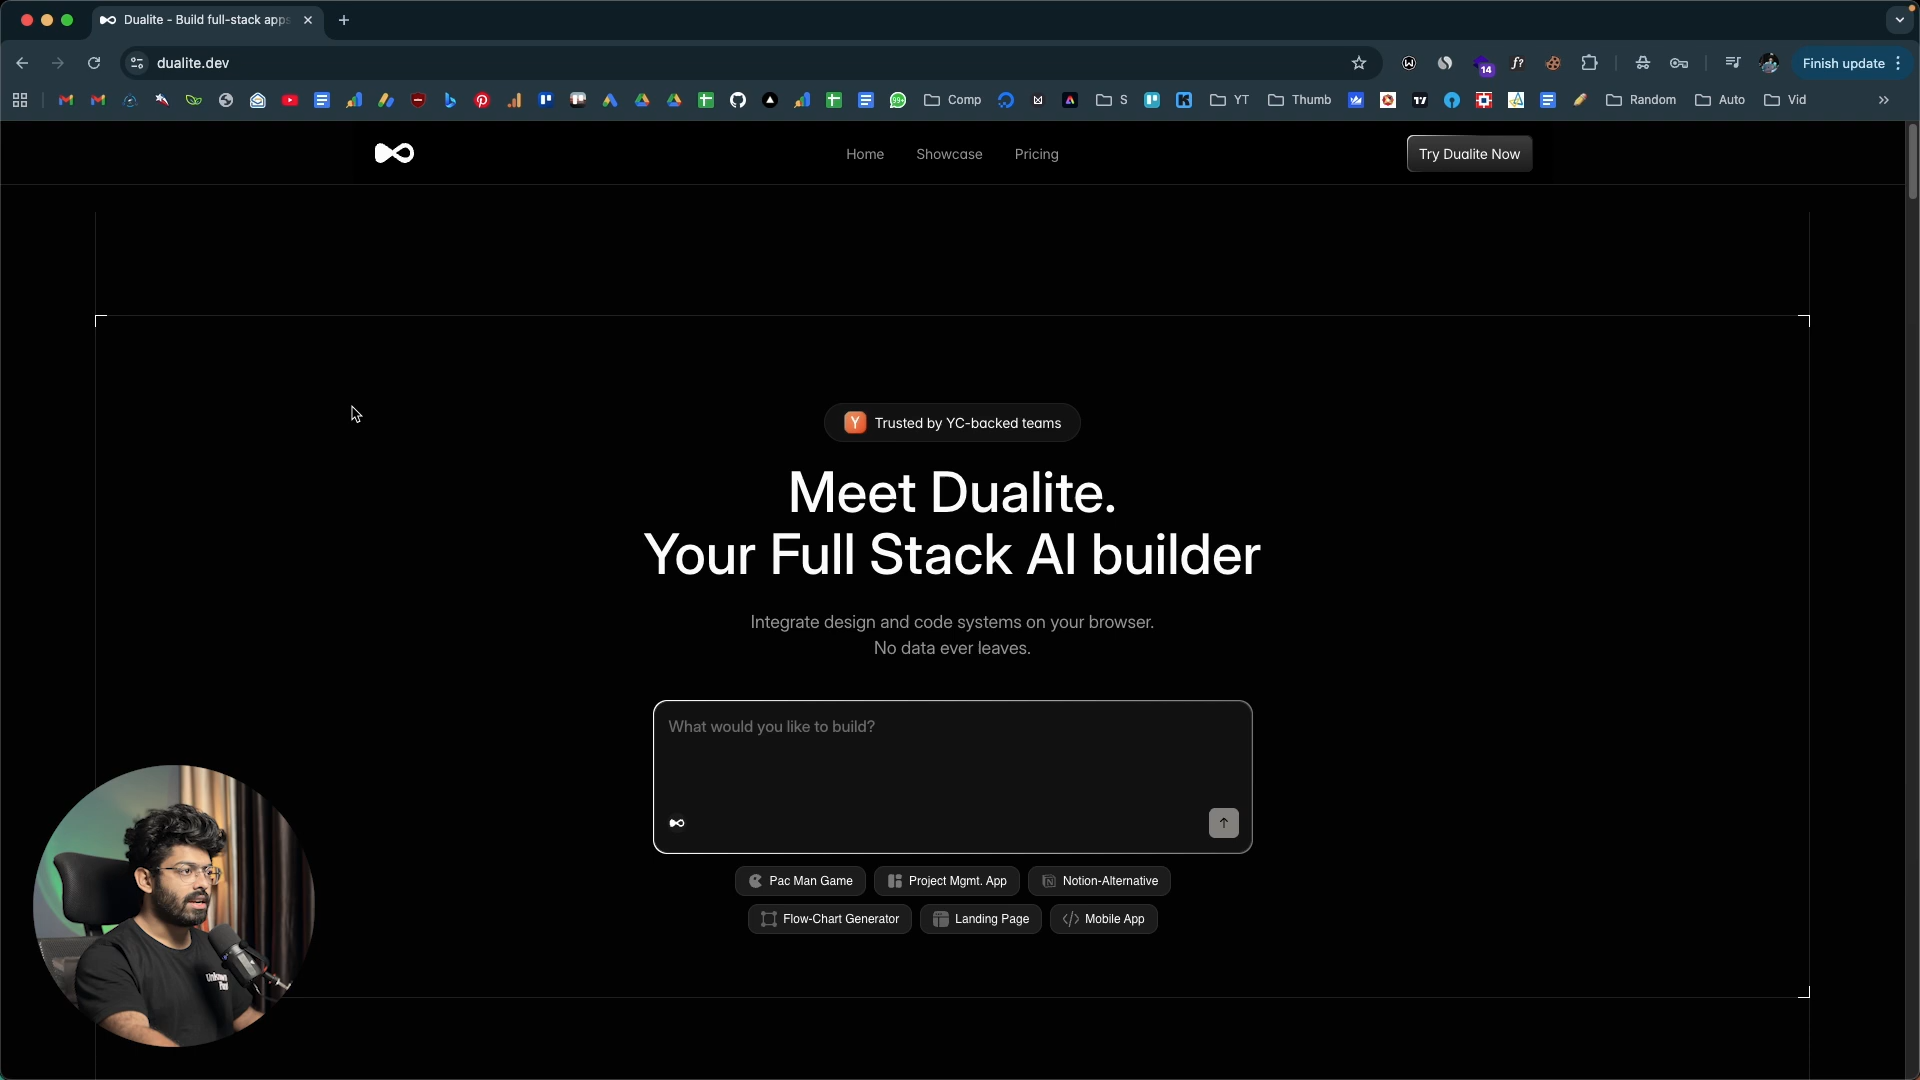 Dualite - Build full-stack apps
dualite.dev
14
f?
Finish update
99+
Comp
S
YT
Thumb
Random
Auto
Vid
Home
Showcase
Pricing
Try Dualite Now
Y Trusted by YC-backed teams
Meet Dualite.
Your Full Stack AI builder
Integrate design and code systems on your browser.
No data ever leaves.
What would you like to build?
Pac Man Game
Project Mgmt. App
Notion-Alternative
Flow-Chart Generator
Landing Page
Mobile App